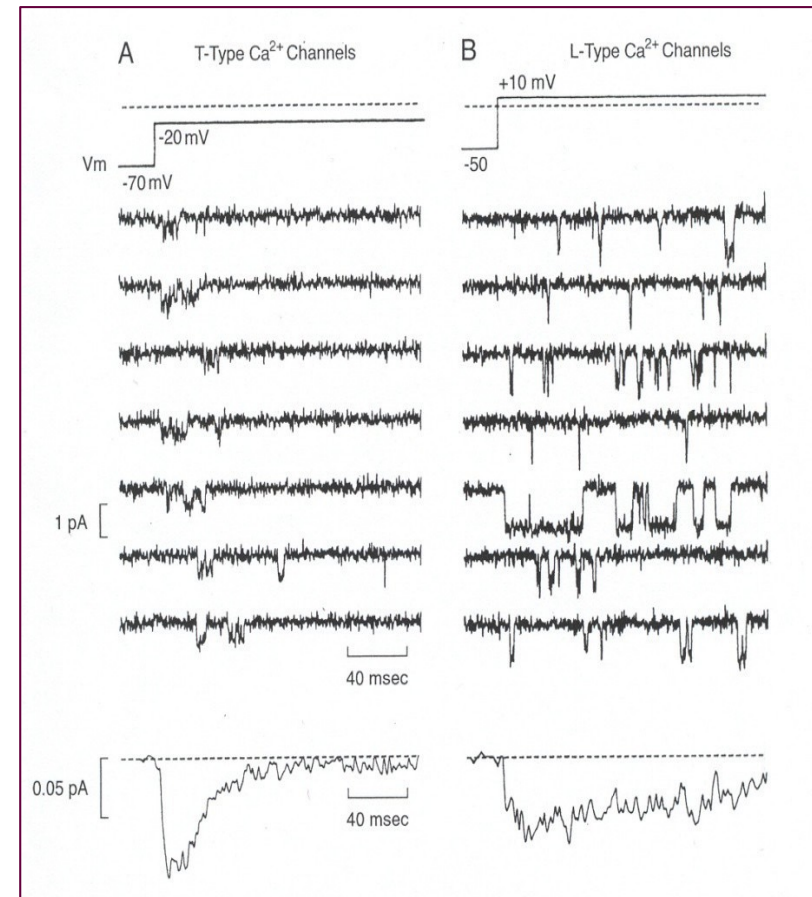 A T-Type Ca²⁺ Channels
B L-Type Ca²⁺ Channels
+10 mV
-20 mV
Vm
-70 mV
-50
1 pA
40 msec
0.05 pA
40 msec